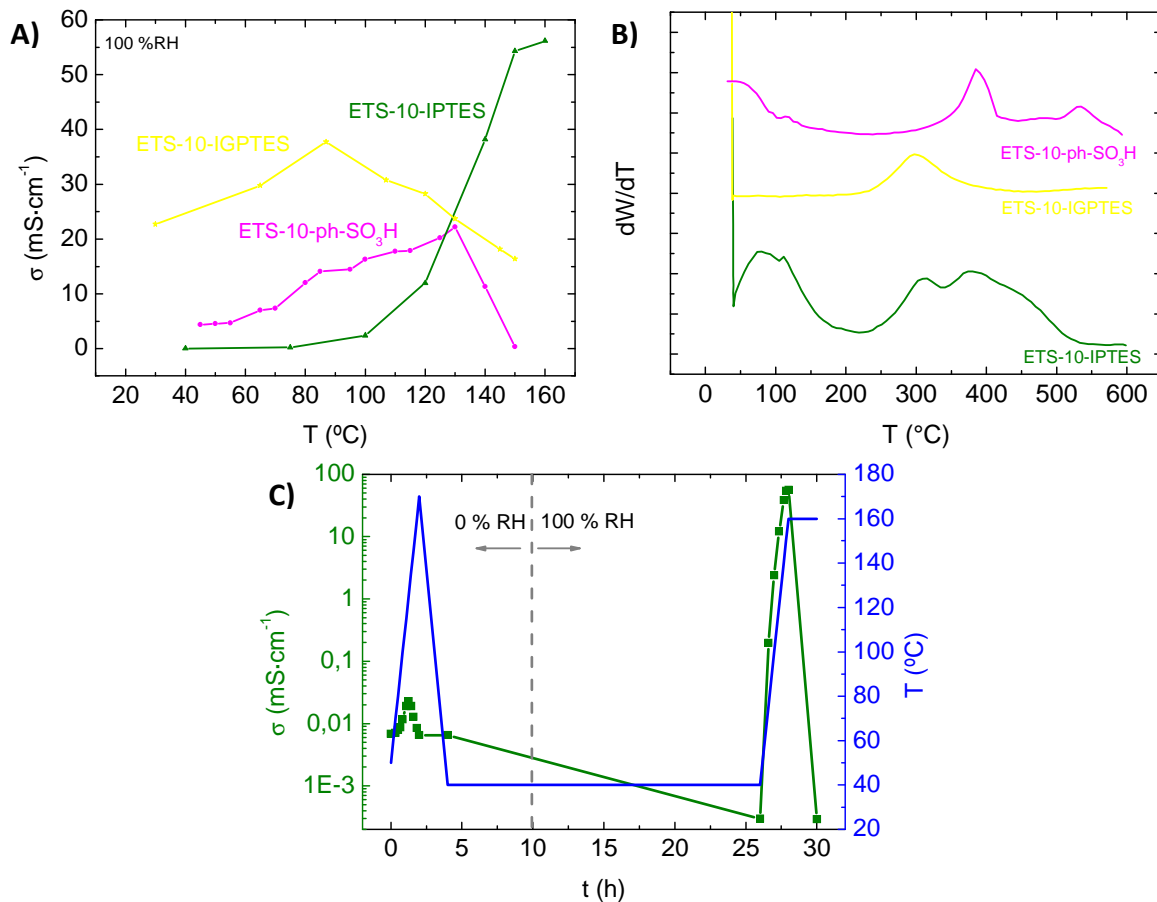 A)
100 %RH
60
50
40
30
20
10
0
σ (mS·cm⁻¹)
ETS-10-IPTES
ETS-10-IGPTES
ETS-10-ph-SO₃H
20 40 60 80 100 120 140 160
T (ºC)
B)
dW/dT
ETS-10-ph-SO₃H
ETS-10-IGPTES
ETS-10-IPTES
0 100 200 300 400 500 600
T (°C)
C)
100
10
1
0,1
0,01
1E-3
σ (mS·cm⁻¹)
0 % RH 100 % RH
180
160
140
120
100
80
60
40
20
T (ºC)
0 5 10 15 20 25 30
t (h)